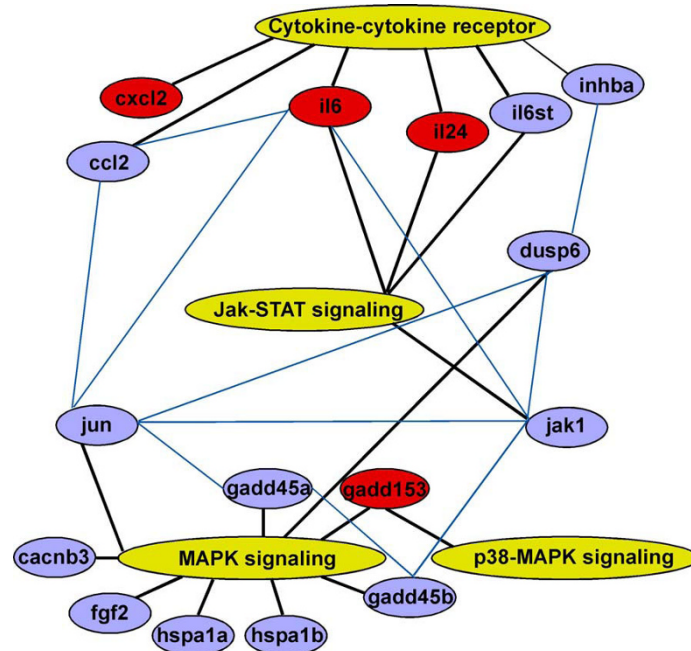 Cytokine-cytokine receptor
cxcl2
il6
il24
il6st
inhba
ccl2
dusp6
Jak-STAT signaling
jun
jak1
gadd45a
gadd153
cacnb3
MAPK signaling
p38-MAPK signaling
fgf2
hspa1a
hspa1b
gadd45b